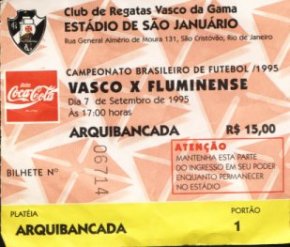 Club de Regatas Vasco da Gama
ESTÁDIO DE SÃO JANUÁRIO
Rua General Almério de Moura 131, São Cristovão, Rio de Janeiro
CAMPEONATO BRASILEIRO DE FUTEBOL /1995
VASCO X FLUMINENSE
Dia 7 de Setembro de 1995
Às 17:00 horas
Coca-Cola
ARQUIBANCADA R$ 15,00
BILHETE Nº 06714
ATENÇÃO
MANTENHA ESTA PARTE
DO INGRESSO EM SEU PODER
ENQUANTO PERMANECER
NO ESTÁDIO
PLATÉIA PORTÃO
ARQUIBANCADA 1